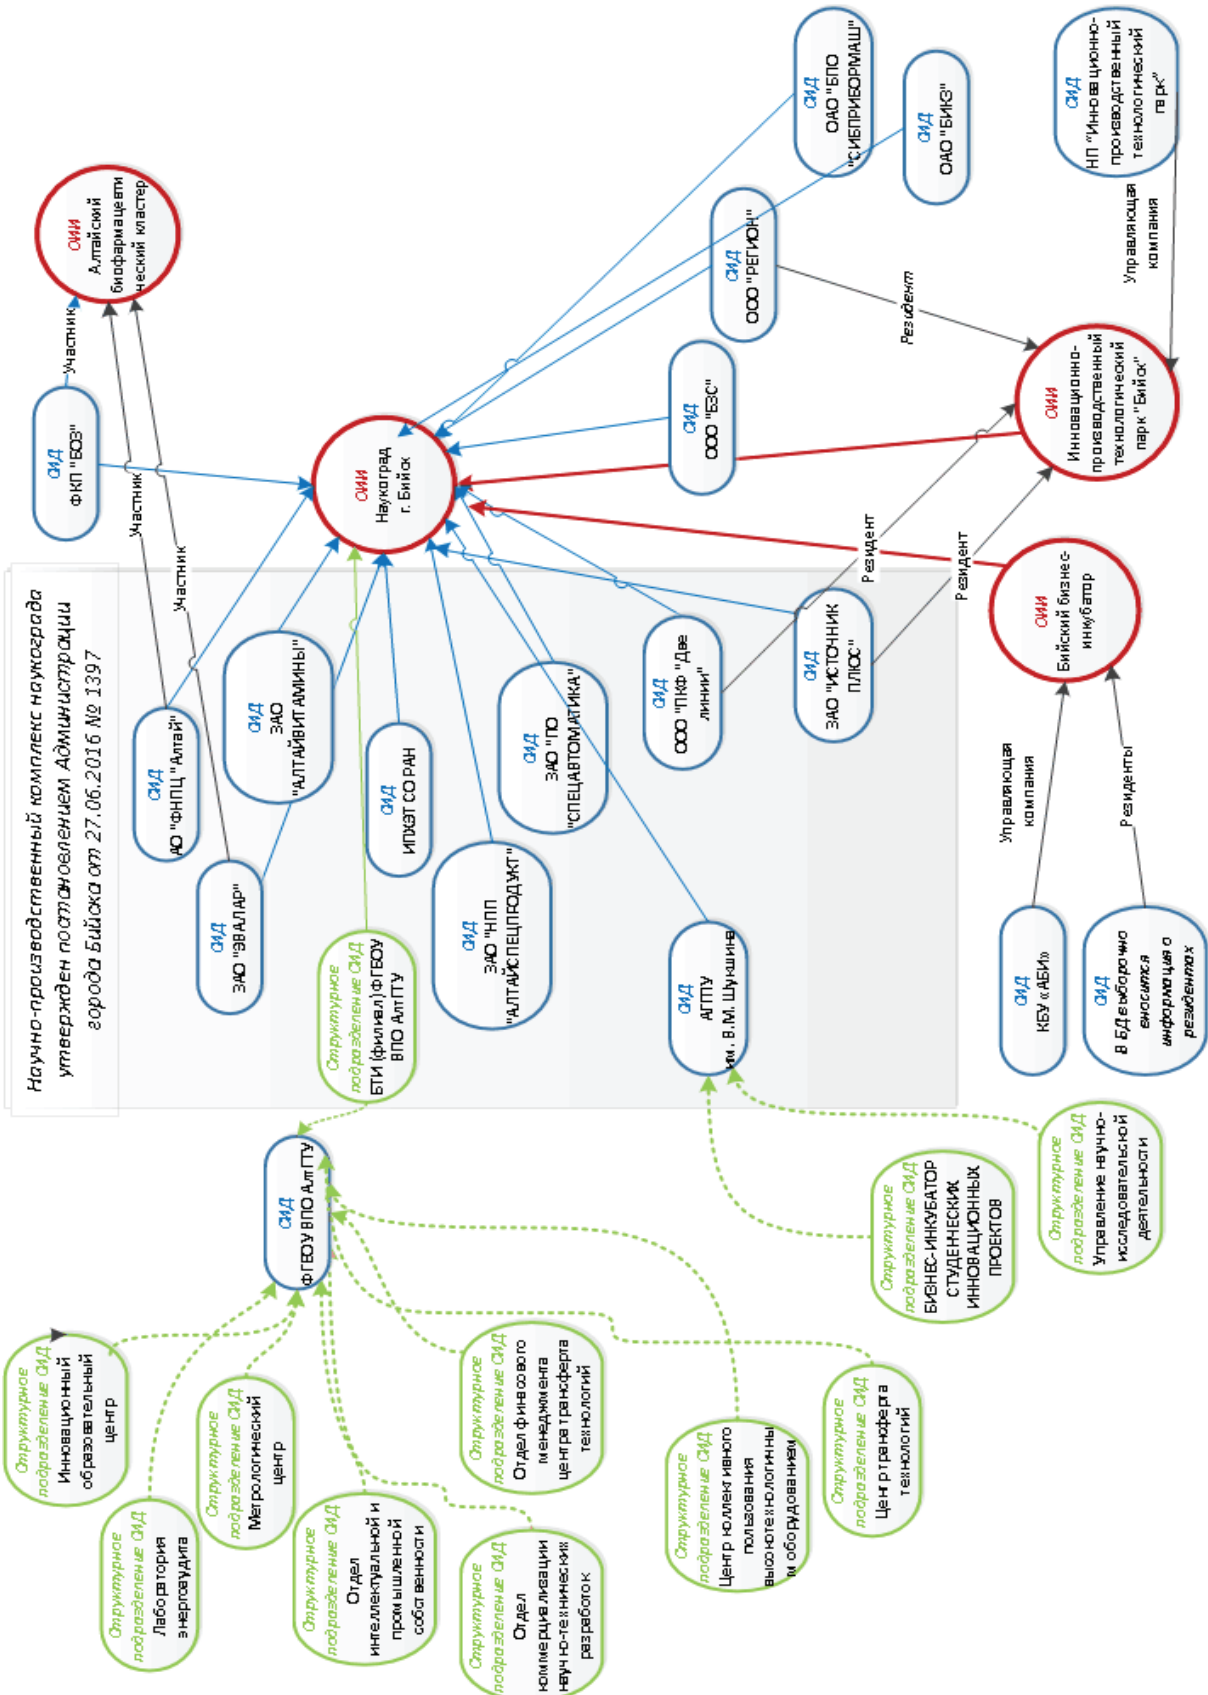 Научно-производственный комплекс наукограда
утвержден постановлением Администрации
города Бийска от 27.06.2016 № 1397
Структурное
подразделение СИД
Инновационный
образовательный
центр
Структурное
подразделение СИД
Лаборатория
энергоаудита
Структурное
подразделение СИД
Метрологический
центр
Структурное
подразделение СИД
Отдел
интеллектуальной и
промышленной
собственности
Структурное
подразделение СИД
Отдел
коммерциализации
научно-технических
разработок
Структурное
подразделение СИД
Отдел финасового
менеджмента
центра трансферта
технологий
Структурное
подразделение СИД
Центр коллективного
пользования
высокотехнологичны
м оборудованием
Структурное
подразделение СИД
Центр трансферта
технологий
СИД
ФГБОУ ВПО АлтГТУ
Структурное
подразделение СИД
БТИ (филиал) ФГБОУ
ВПО АлтГТУ
Структурное
подразделение СИД
БИЗНЕС-ИНКУБАТОР
СТУДЕНЧЕСКИХ
ИННОВАЦИОННЫХ
ПРОЕКТОВ
Структурное
подразделение СИД
Управление научно-
исследовательской
деятельности
СИД
АО "ФНПЦ "Алтай"
СИД
ЗАО "ЭВАЛАР"
СИД
ЗАО
"АЛТАЙВИТАМИНЫ"
СИД
ИПХЭТ СО РАН
СИД
ЗАО "НПП
"АЛТАЙСПЕЦПРОДУКТ"
СИД
ЗАО "ПО
"СПЕЦАВТОМАТИКА"
СИД
АГГПУ
им. В.М. Шукшина
СИД
ООО "ПКФ "Две
линии"
СИД
ЗАО "ИСТОЧНИК
ПЛЮС"
СИД
КБУ «АБИ»
СИД
В БД выборочно
вносится
информация о
резидентах
Управляющая
компания
Резиденты
ОИИ
Бийский бизнес-
инкубатор
СИД
ФКП "БОЗ"
Участник
Участник
Участник
ОИИ
Алтайский
биофармацевти
ческий кластер
ОИИ
Наукоград
г. Бийск
СИД
ООО "БЗС"
СИД
ООО "РЕГИОН"
СИД
ОАО "БПО
"СИБПРИБОРМАШ"
СИД
ОАО "БИКЗ"
Резидент
Резидент
Резидент
ОИИ
Инновационно-
производственный
технологический
парк "Бийск"
Управляющая
компания
СИД
НП "Инновационно-
производственный
технологический
парк"